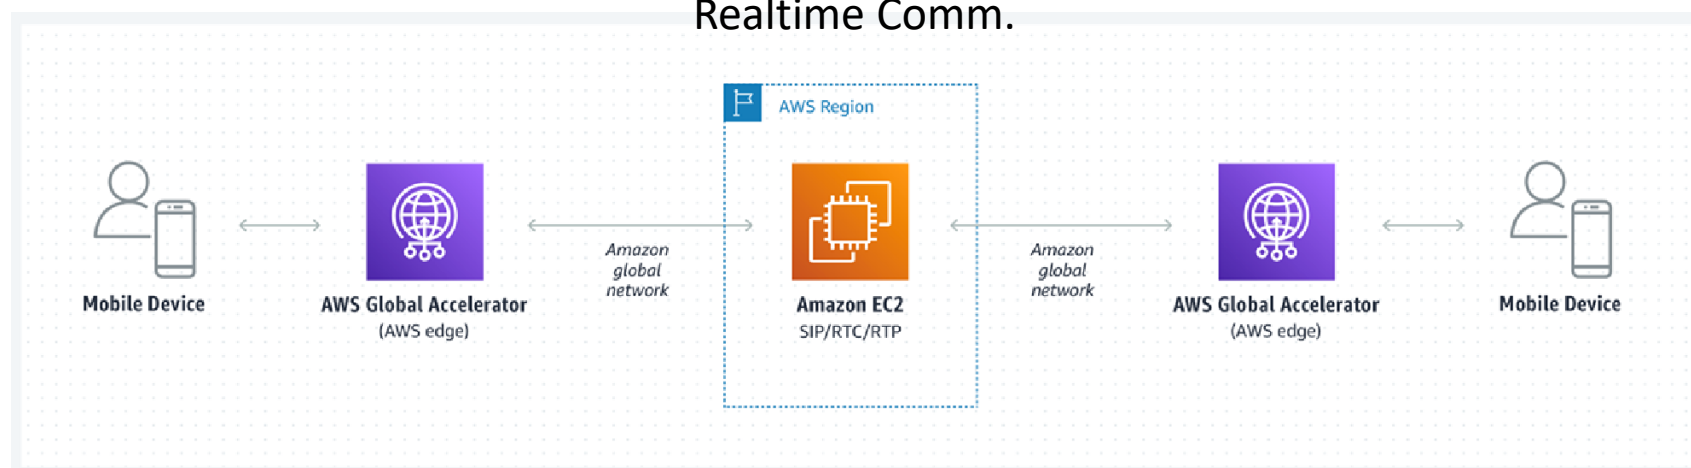 Realtime Comm.
AWS Region
Amazon
global
network
Amazon
global
network
Mobile Device
AWS Global Accelerator
(AWS edge)
Amazon EC2
SIP/RTC/RTP
AWS Global Accelerator
(AWS edge)
Mobile Device